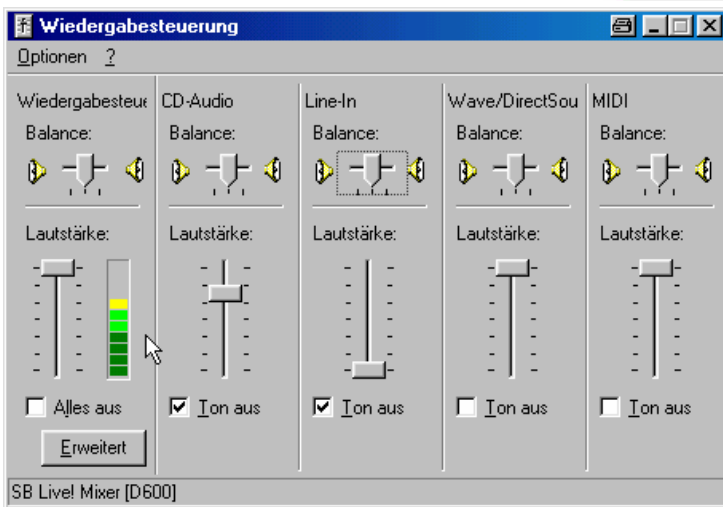 Wiedergabesteuerung
Optionen ?
Wiedergabesteue CD-Audio Line-In Wave/DirectSou MIDI
Balance: Balance: Balance: Balance: Balance:
Lautstärke: Lautstärke: Lautstärke: Lautstärke: Lautstärke:
Alles aus Ton aus Ton aus Ton aus Ton aus
Erweitert
SB Live! Mixer [D600]